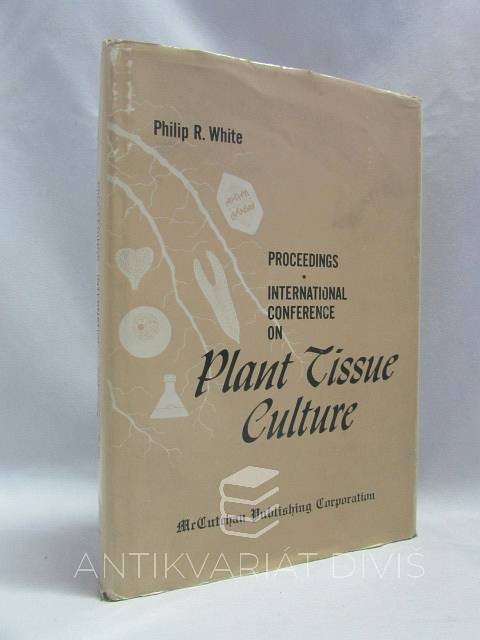 Philip R. White
PROCEEDINGS
•
INTERNATIONAL
CONFERENCE
ON
Plant Tissue
Culture
McCutchan Publishing Corporation
ANTIKVARIÁT DIVIŠ